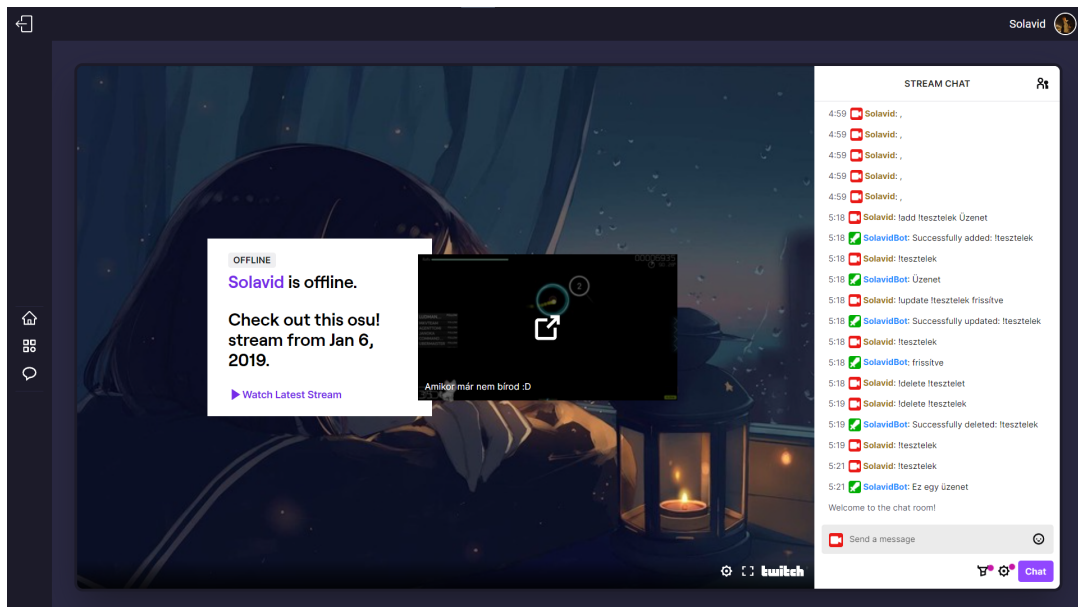 Solavid
STREAM CHAT
4:59 Solavid: ,
4:59 Solavid: ,
4:59 Solavid: ,
4:59 Solavid: ,
4:59 Solavid: ,
5:18 Solavid: !add !tesztelek Üzenet
5:18 SolavidBot: Successfully added: !tesztelek
5:18 Solavid: !tesztelek
5:18 SolavidBot: Üzenet
5:18 Solavid: !update !tesztelek frissítve
5:18 SolavidBot: Successfully updated: !tesztelek
5:18 Solavid: !tesztelek
5:18 SolavidBot: frissítve
5:18 Solavid: !delete !tesztelet
5:19 Solavid: !delete !tesztelek
5:19 SolavidBot: Successfully deleted: !tesztelek
5:19 Solavid: !tesztelek
5:21 Solavid: !tesztelek
5:21 SolavidBot: Ez egy üzenet
Welcome to the chat room!
Send a message
Chat
OFFLINE
Solavid is offline.
Check out this osu!
stream from Jan 6,
2019.
Watch Latest Stream
2
Amikor már nem bírod :D
twitch